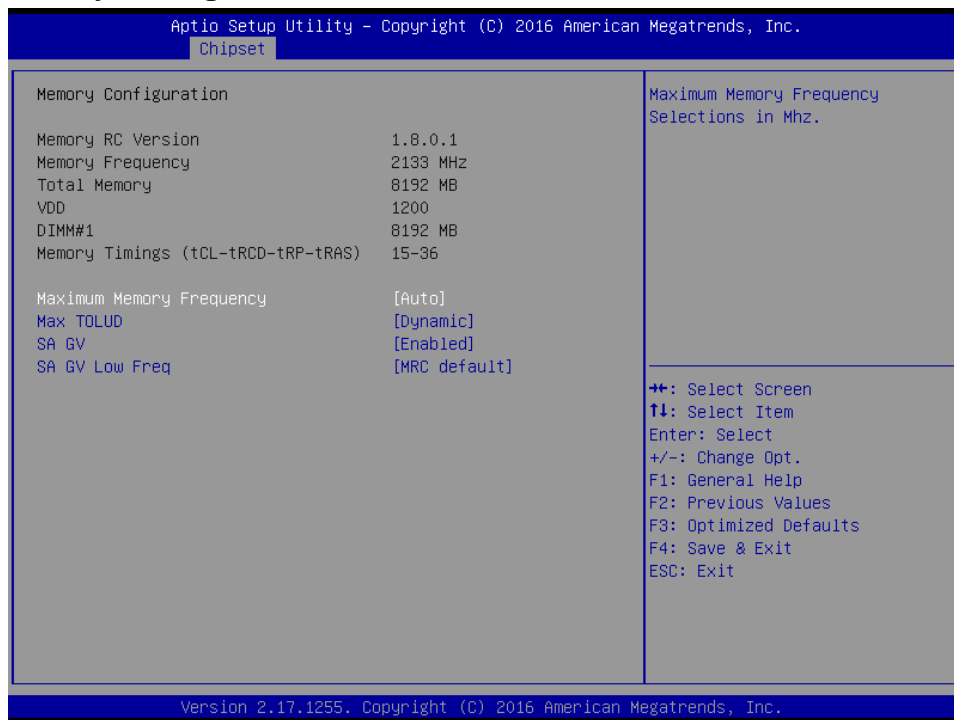 Aptio Setup Utility – Copyright (C) 2016 American Megatrends, Inc.
Chipset
Memory Configuration
Memory RC Version 1.8.0.1
Memory Frequency 2133 MHz
Total Memory 8192 MB
VDD 1200
DIMM#1 8192 MB
Memory Timings (tCL-tRCD-tRP-tRAS) 15-36
Maximum Memory Frequency [Auto]
Max TOLUD [Dynamic]
SA GV [Enabled]
SA GV Low Freq [MRC default]
Maximum Memory Frequency
Selections in Mhz.
→←: Select Screen
↑↓: Select Item
Enter: Select
+/-: Change Opt.
F1: General Help
F2: Previous Values
F3: Optimized Defaults
F4: Save & Exit
ESC: Exit
Version 2.17.1255. Copyright (C) 2016 American Megatrends, Inc.